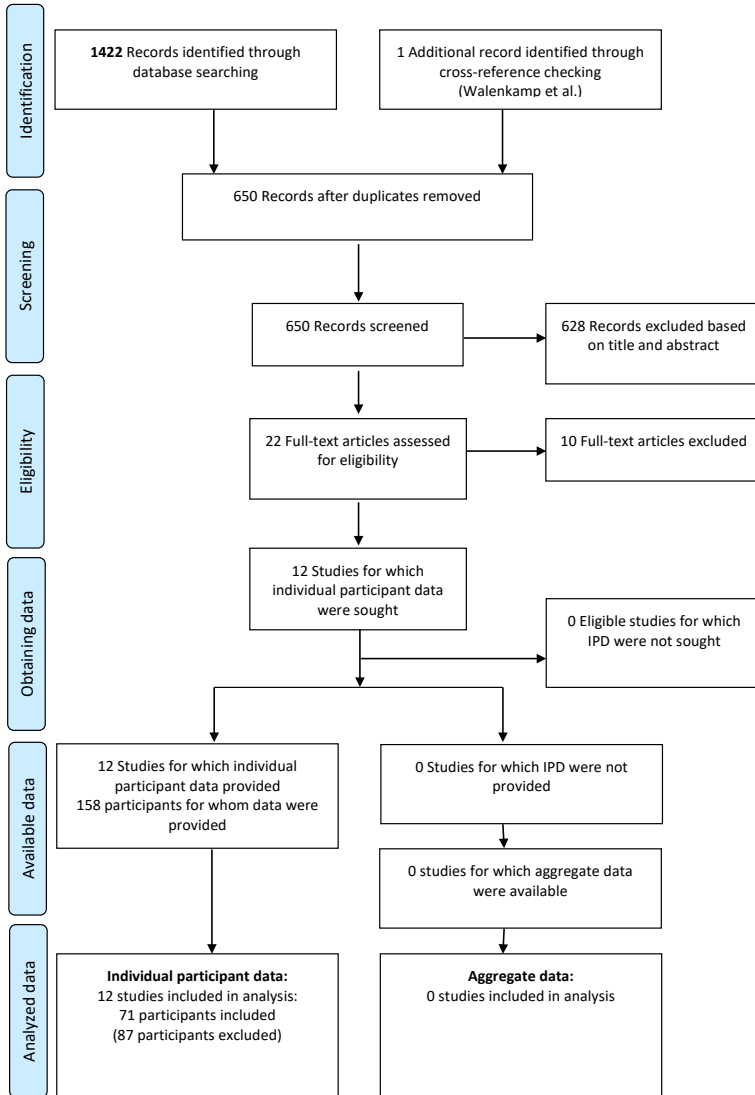 Identification
1422 Records identified through
database searching
1 Additional record identified through
cross-reference checking
(Walenkamp et al.)
650 Records after duplicates removed
Screening
650 Records screened
628 Records excluded based
on title and abstract
Eligibility
22 Full-text articles assessed
for eligibility
10 Full-text articles excluded
Obtaining data
12 Studies for which
individual participant data
were sought
0 Eligible studies for which
IPD were not sought
Available data
12 Studies for which individual
participant data provided
158 participants for whom data were
provided
0 Studies for which IPD were not
provided
0 studies for which aggregate data
were available
Analyzed data
Individual participant data:
12 studies included in analysis:
71 participants included
(87 participants excluded)
Aggregate data:
0 studies included in analysis